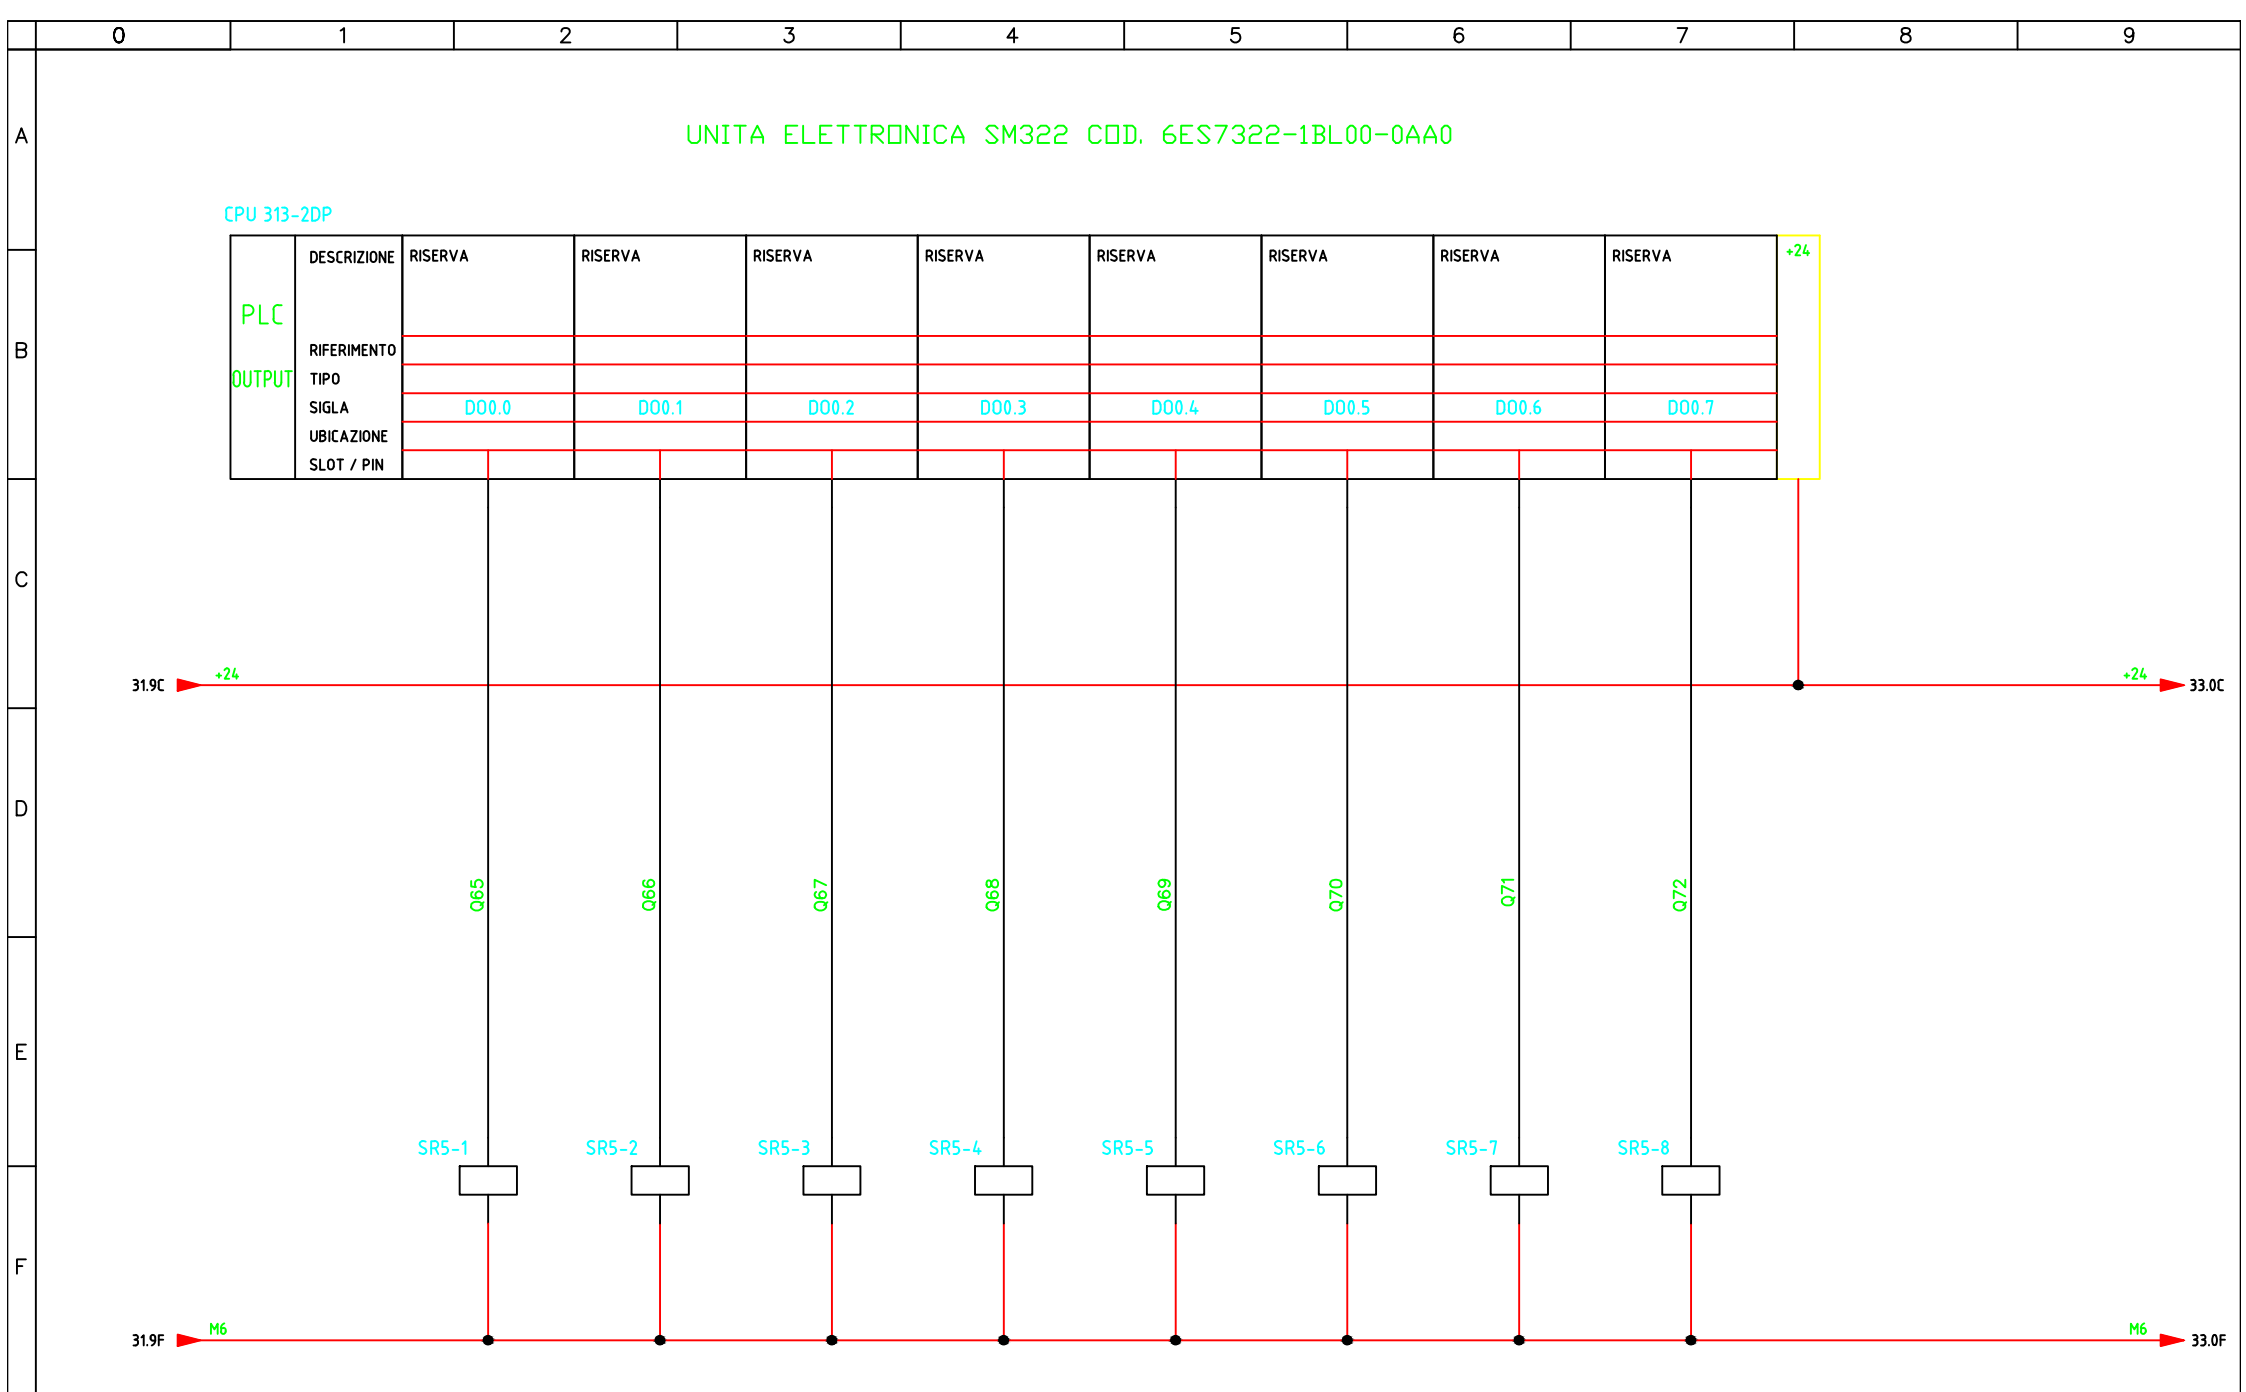 0 1 2 3 4 5 6 7 8 9
A
UNITA ELETTRONICA SM322 COD. 6ES7322-1BL00-0AA0
CPU 313-2DP
DESCRIZIONE RISERVA RISERVA RISERVA RISERVA RISERVA RISERVA RISERVA RISERVA +24
PLC
B
RIFERIMENTO
OUTPUT TIPO
SIGLA DO0.0 DO0.1 DO0.2 DO0.3 DO0.4 DO0.5 DO0.6 DO0.7
UBICAZIONE
SLOT / PIN
C
+24 +24
31.9C 33.0C
D
Q65 Q66 Q67 Q68 Q69 Q70 Q71 Q72
E
SR5-1 SR5-2 SR5-3 SR5-4 SR5-5 SR5-6 SR5-7 SR5-8
F
M6 M6
31.9F 33.0F